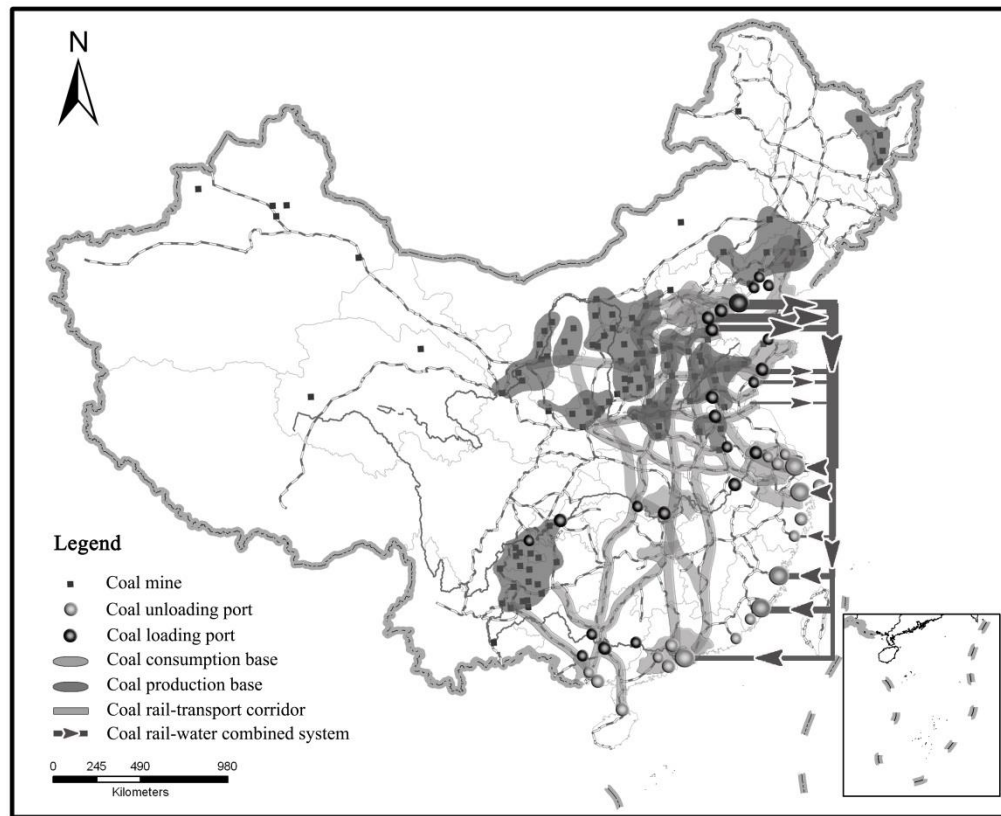 N
Legend
Coal mine
Coal unloading port
Coal loading port
Coal consumption base
Coal production base
Coal rail-transport corridor
Coal rail-water combined system
0 245 490 980
Kilometers